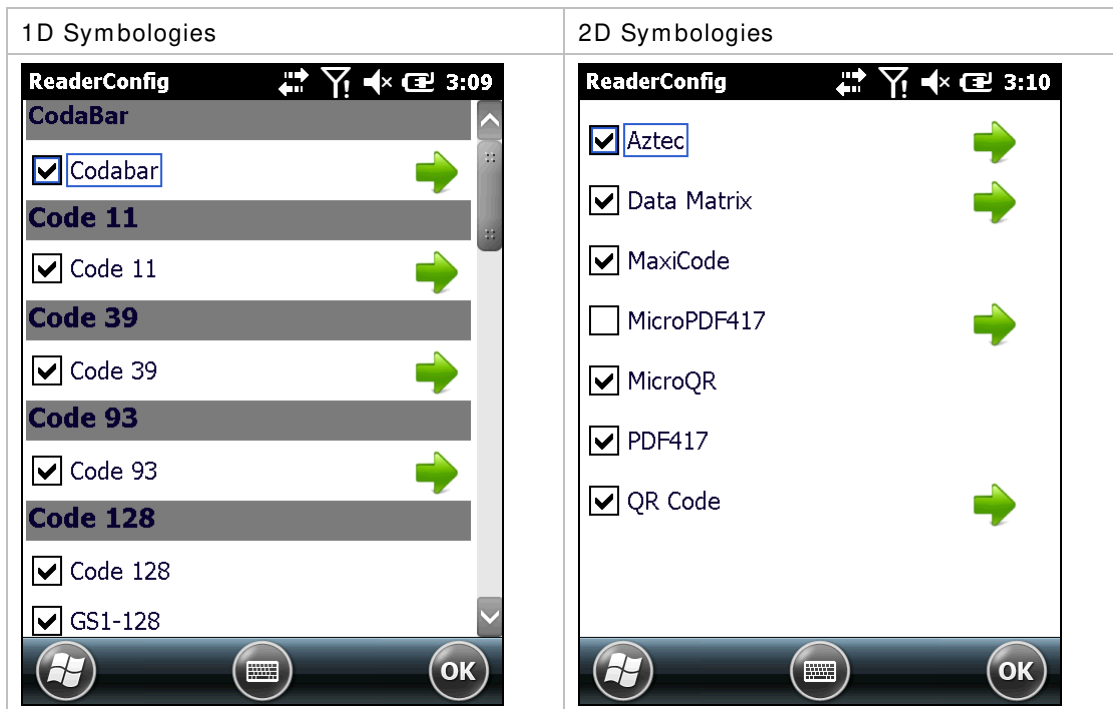 1D Symbologies
2D Symbologies
ReaderConfig 3:09
CodaBar
Codabar
Code 11
Code 11
Code 39
Code 39
Code 93
Code 93
Code 128
Code 128
GS1-128
OK
ReaderConfig 3:10
Aztec
Data Matrix
MaxiCode
MicroPDF417
MicroQR
PDF417
QR Code
OK